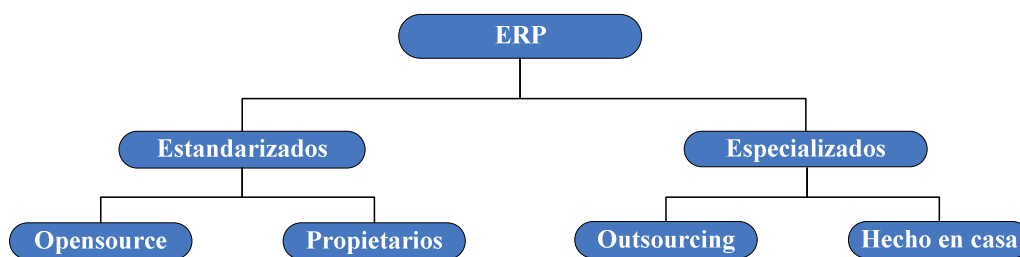 ERP
Estandarizados
Especializados
Opensource
Propietarios
Outsourcing
Hecho en casa